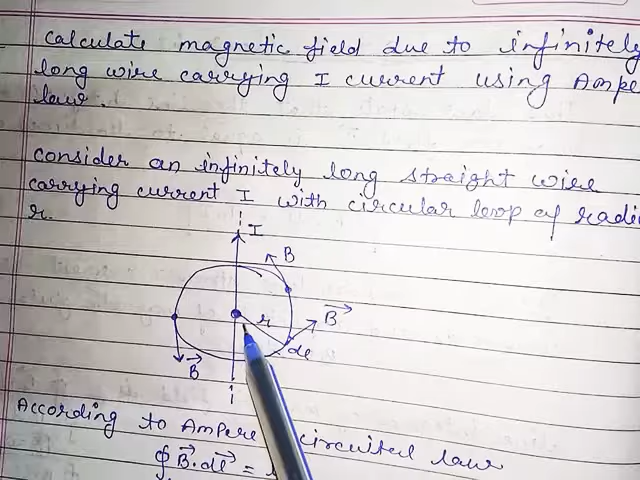 Calculate magnetic field due to infinitely
long wire carrying I current using Ampe
law.
Consider an infinitely long straight wire
carrying current I with circular loop of radi
r.
I
B
r
B
dl
B
According to Ampere circuital law
∮B⃗.dl⃗ =